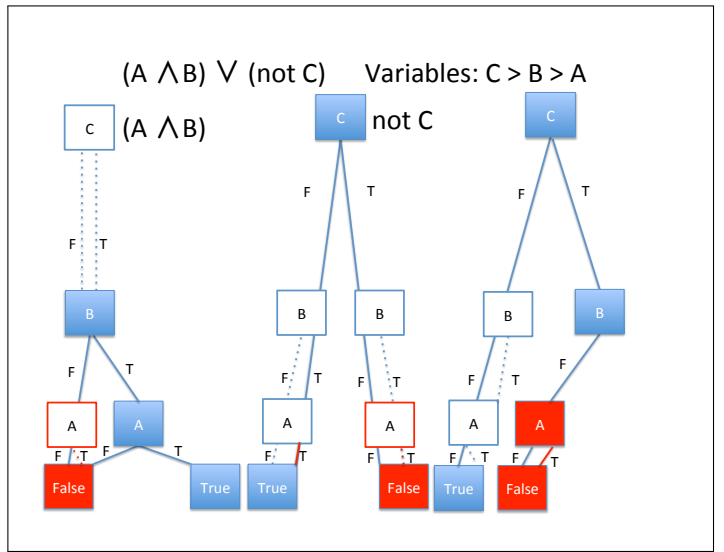 (A ∧B) ∨ (not C) Variables: C > B > A
C (A ∧B) C not C C
F T F T
F T
B B B B B
F T F T F T F T F
A A A A A A
F T F T F T F T F T F T
False True True False True False